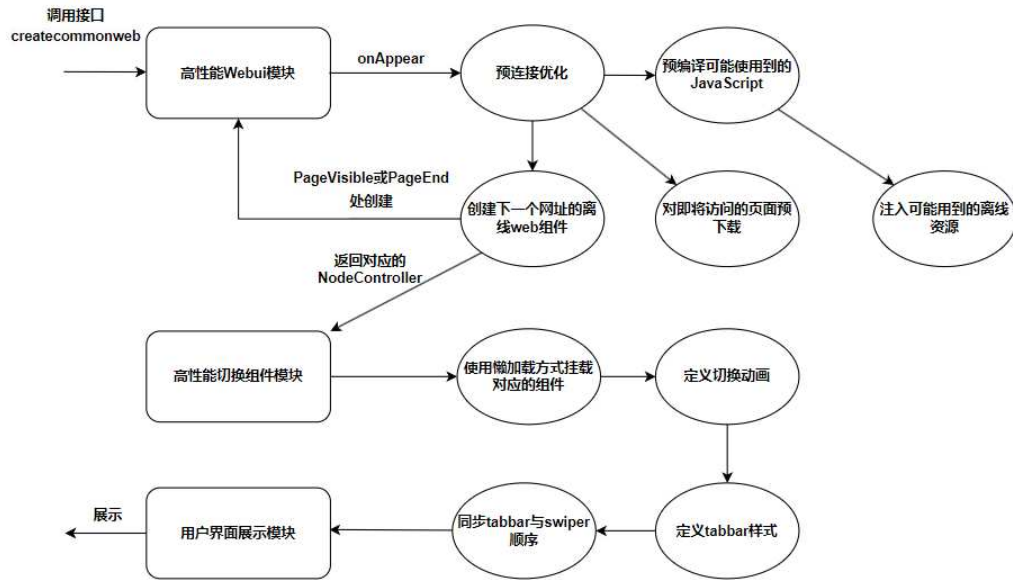 调用接口
createcommonweb
高性能Webui模块
onAppear
预连接优化
预编译可能使用到的
JavaScript
PageVisible或PageEnd
处创建
创建下一个网址的离
线web组件
对即将访问的页面预
下载
注入可能用到的离线
资源
返回对应的
NodeController
高性能切换组件模块
使用懒加载方式挂载
对应的组件
定义切换动画
展示
用户界面展示模块
同步tabbar与swiper
顺序
定义tabbar样式